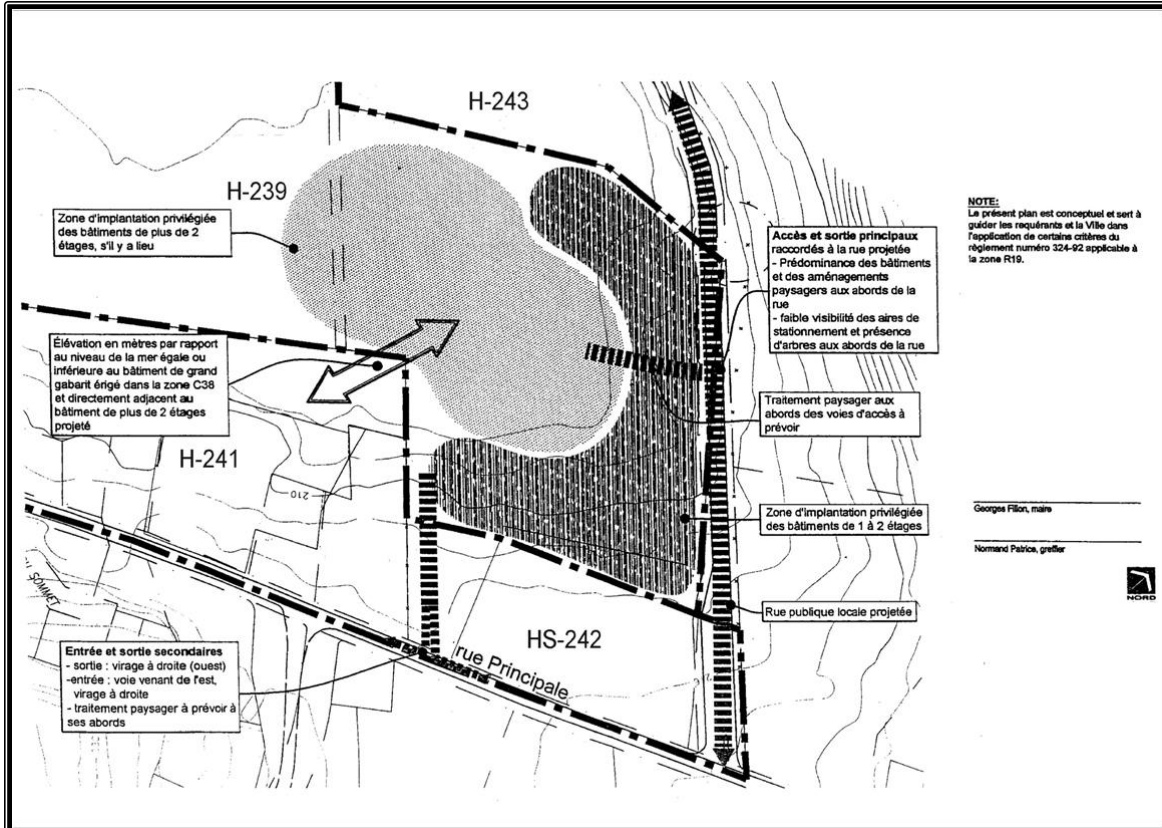 H-243
H-239
Zone d'implantation privilégiée
des bâtiments de plus de 2
étages, s'il y a lieu
NOTE:
Le présent plan est conceptuel et sert à
guider les requérants et la Ville dans
l'application de certains critères du
règlement numéro 324-92 applicable à
la zone R19.
Accès et sortie principaux
raccordés à la rue projetée
- Prédominance des bâtiments
et des aménagements
paysagers aux abords de la
rue
- faible visibilité des aires de
stationnement et présence
d'arbres aux abords de la rue
Élévation en mètres par rapport
au niveau de la mer égale ou
inférieure au bâtiment de grand
gabarit érigé dans la zone C38
et directement adjacent au
bâtiment de plus de 2 étages
projeté
Traitement paysager aux
abords des voies d'accès à
prévoir
H-241
210
Zone d'implantation privilégiée
des bâtiments de 1 à 2 étages
Georges Filion, maire
Normand Patrice, greffier
NORD
SOMMET
Rue publique locale projetée
HS-242
rue Principale
Entrée et sortie secondaires
- sortie : virage à droite (ouest)
-entrée : voie venant de l'est,
virage à droite
- traitement paysager à prévoir à
ses abords